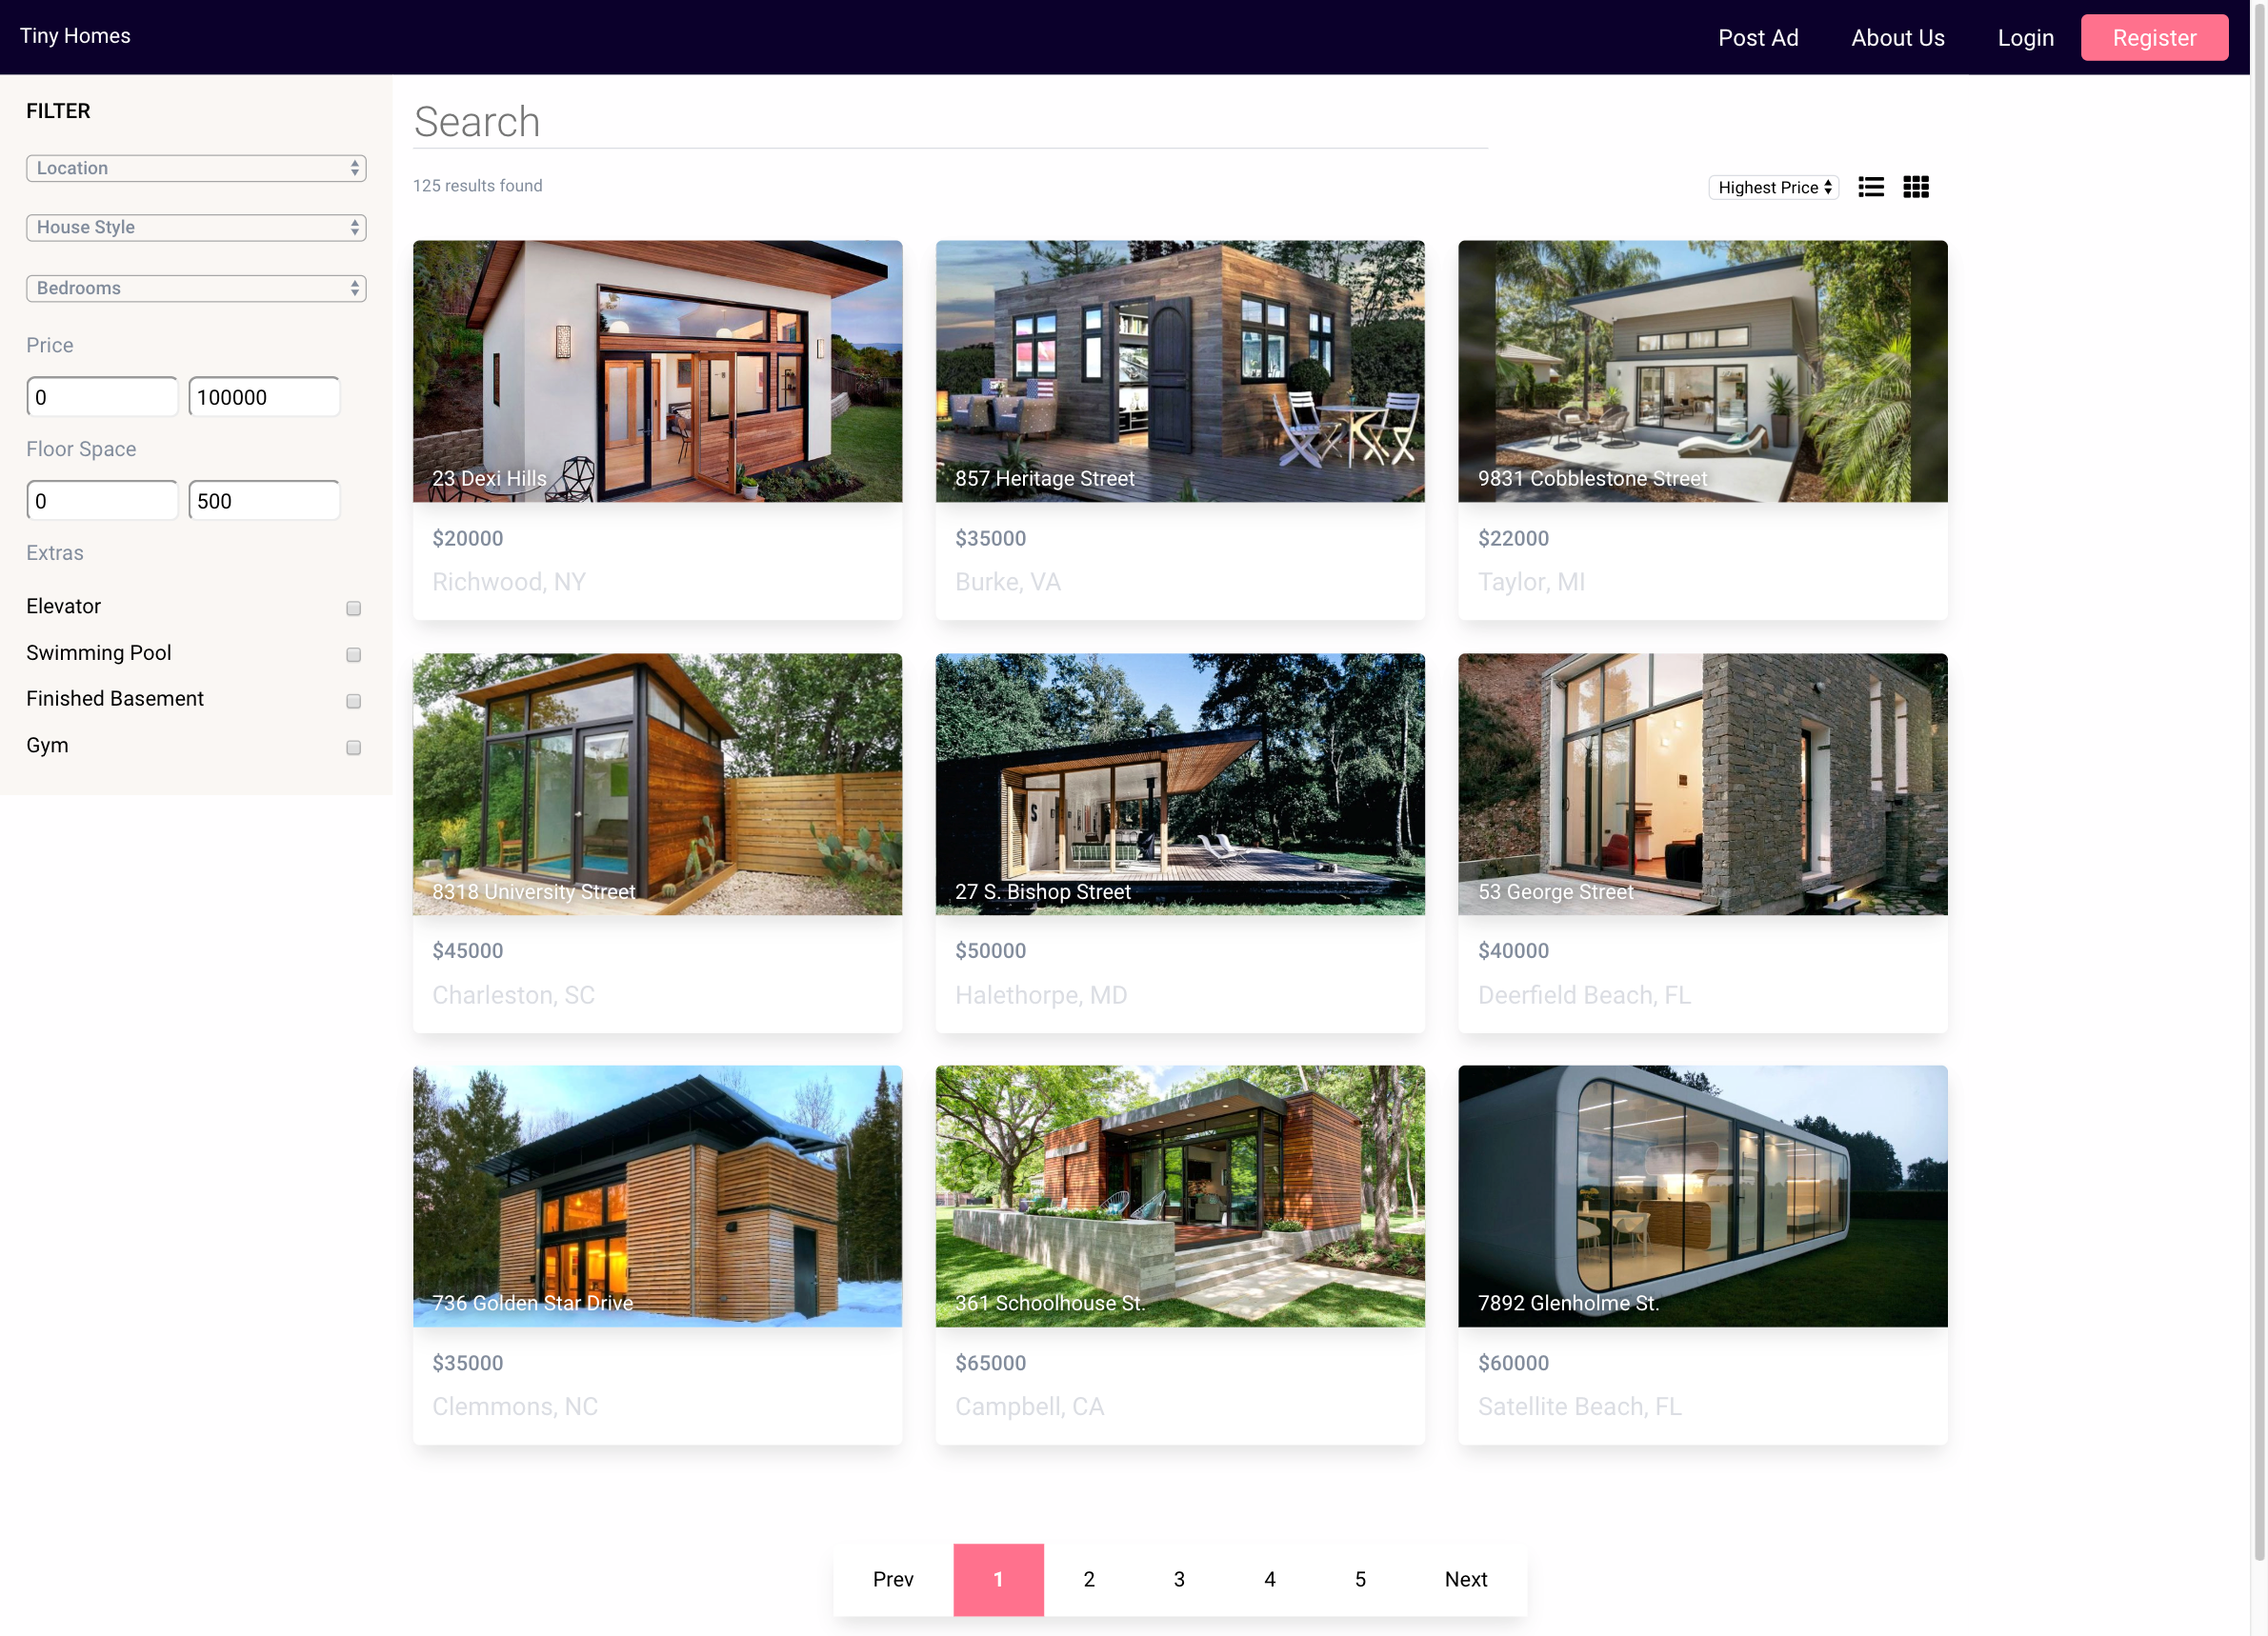 Tiny Homes
Post Ad
About Us
Login
Register
FILTER
Location
House Style
Bedrooms
Price
0
100000
Floor Space
0
500
Extras
Elevator
Swimming Pool
Finished Basement
Gym
Search
125 results found
Highest Price
23 Dexi Hills
$20000
Richwood, NY
857 Heritage Street
$35000
Burke, VA
9831 Cobblestone Street
$22000
Taylor, MI
8318 University Street
$45000
Charleston, SC
27 S. Bishop Street
$50000
Halethorpe, MD
53 George Street
$40000
Deerfield Beach, FL
736 Golden Star Drive
$35000
Clemmons, NC
361 Schoolhouse St.
$65000
Campbell, CA
7892 Glenholme St.
$60000
Satellite Beach, FL
Prev 1 2 3 4 5 Next